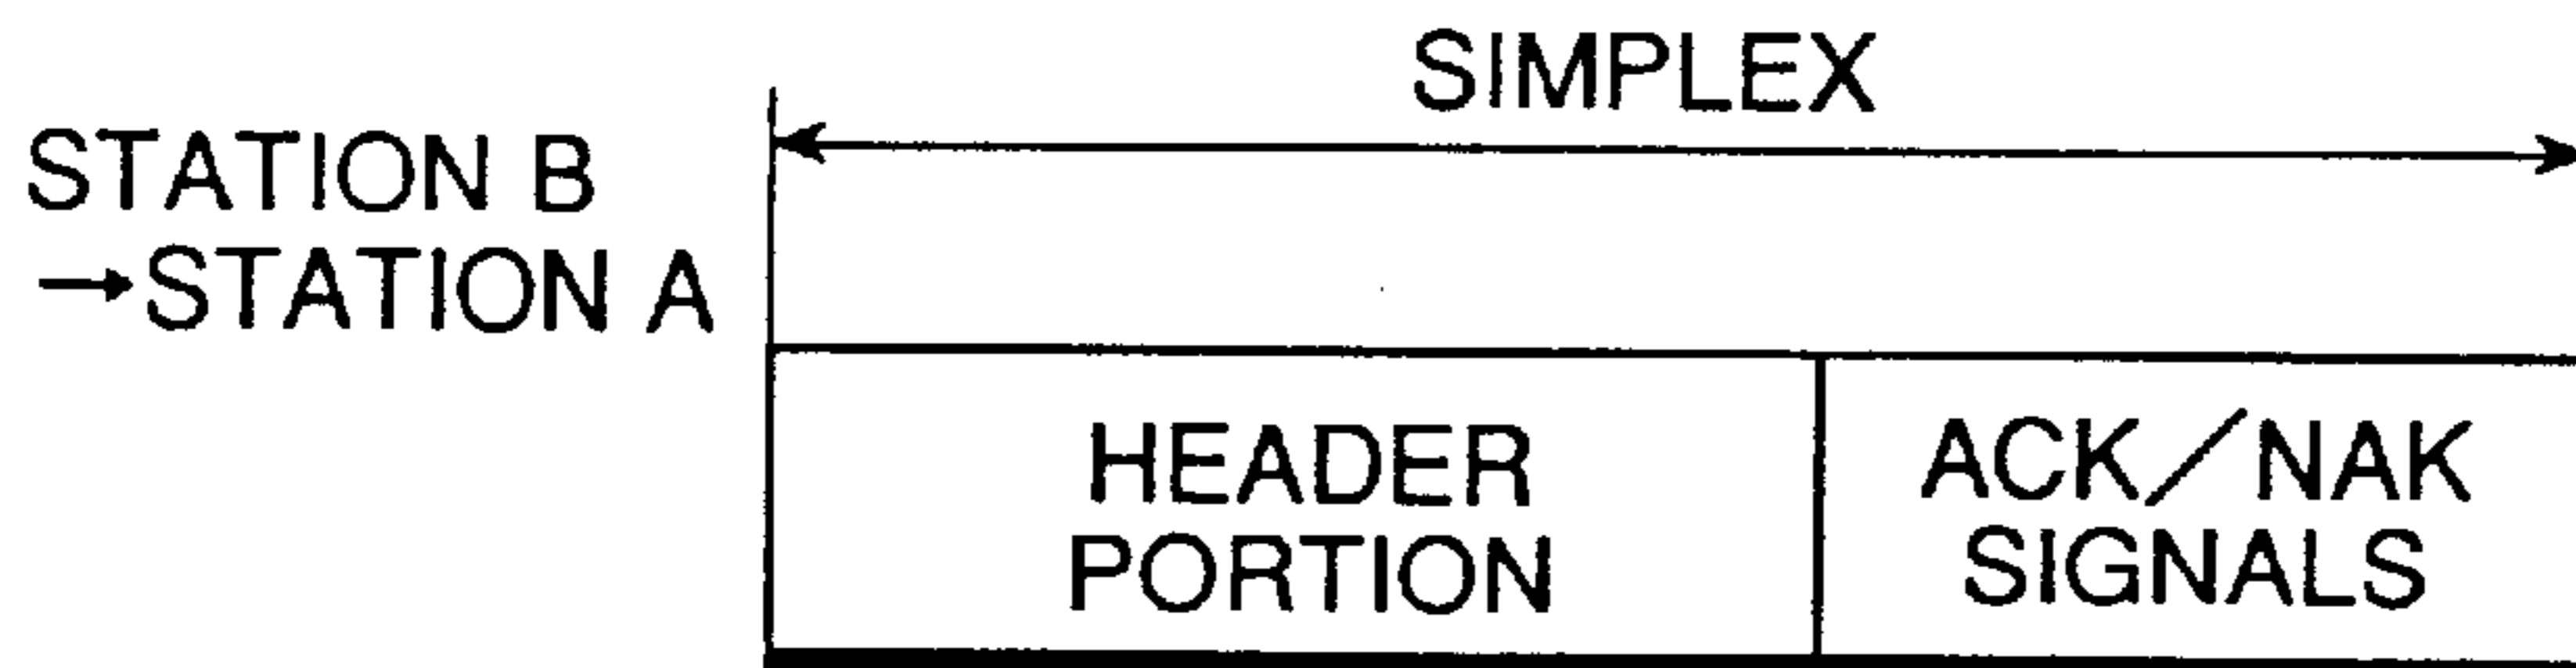 SIMPLEX
STATION B
→STATION A
HEADER
PORTION
ACK/NAK
SIGNALS